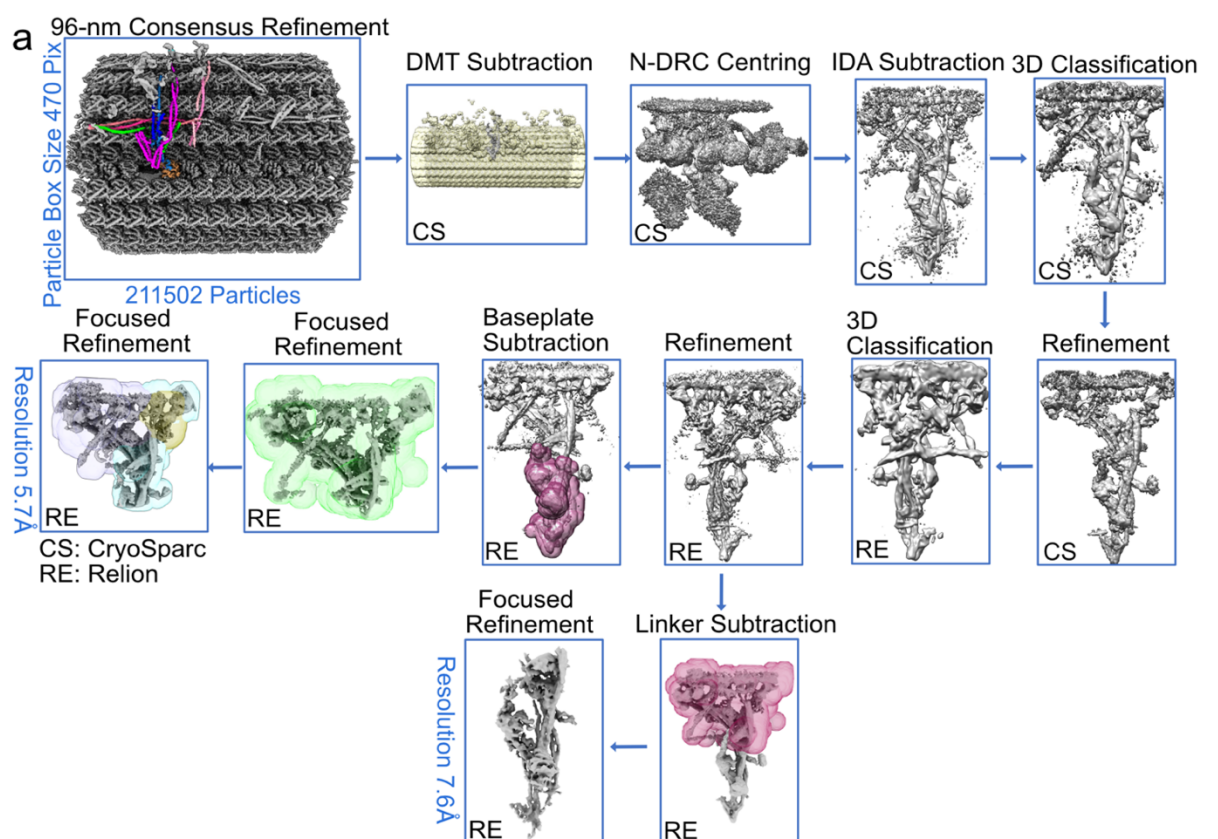 a
96-nm Consensus Refinement
Particle Box Size 470 Pix
211502 Particles
DMT Subtraction
CS
N-DRC Centring
CS
IDA Subtraction
CS
3D Classification
CS
Focused
Refinement
Resolution 5.7Å
RE
CS: CryoSparc
RE: Relion
Focused
Refinement
RE
Baseplate
Subtraction
RE
Refinement
RE
3D
Classification
RE
Refinement
CS
Focused
Refinement
Resolution 7.6Å
RE
Linker Subtraction
RE